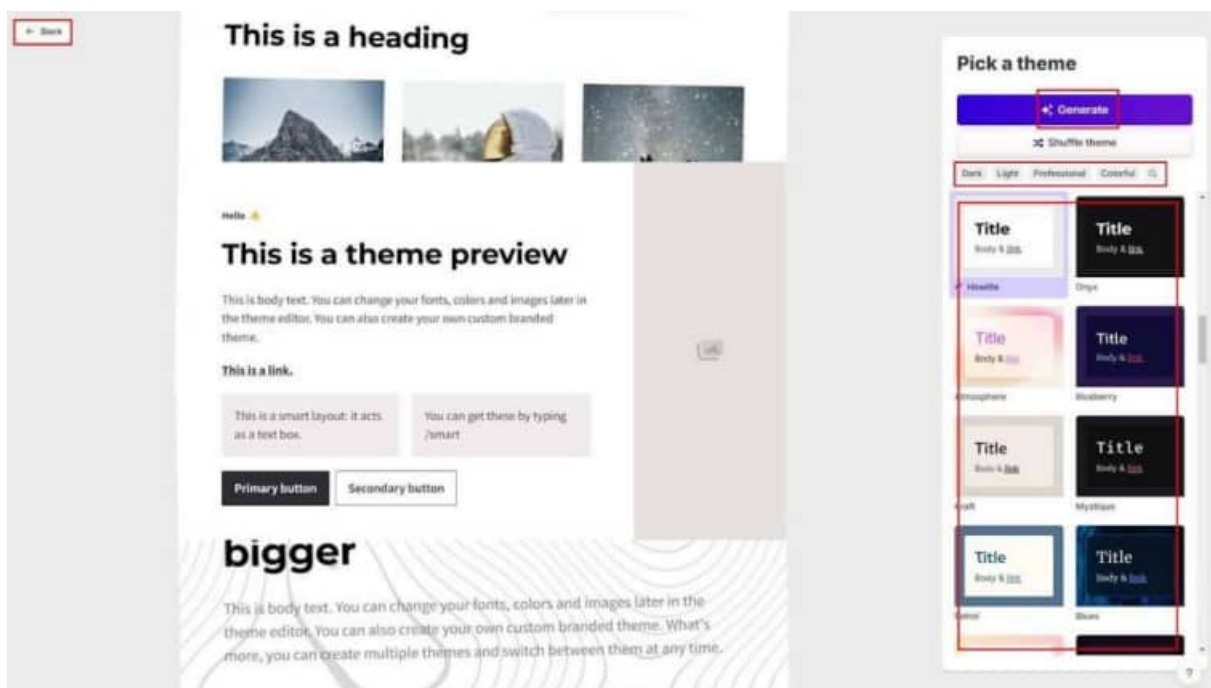 ← Back
This is a heading
Hello 👋
This is a theme preview
This is body text. You can change your fonts, colors and images later in
the theme editor. You can also create your own custom branded
theme.
This is a link.
This is a smart layout: it acts
as a text box.
You can get these by typing
/smart
Primary button
Secondary button
bigger
This is body text. You can change your fonts, colors and images later in the
theme editor. You can also create your own custom branded theme. What's
more, you can create multiple themes and switch between them at any time.
Pick a theme
Generate
Shuffle theme
Dark Light Professional Colorful
Title
Body & link
Title
Body & link
Onyx
Title
Body & link
Title
Body & link
Atmosphere
Blueberry
Title
Body & link
Title
Body & link
Kraft
Mystique
Title
Body & link
Title
Body & link
Blues
?